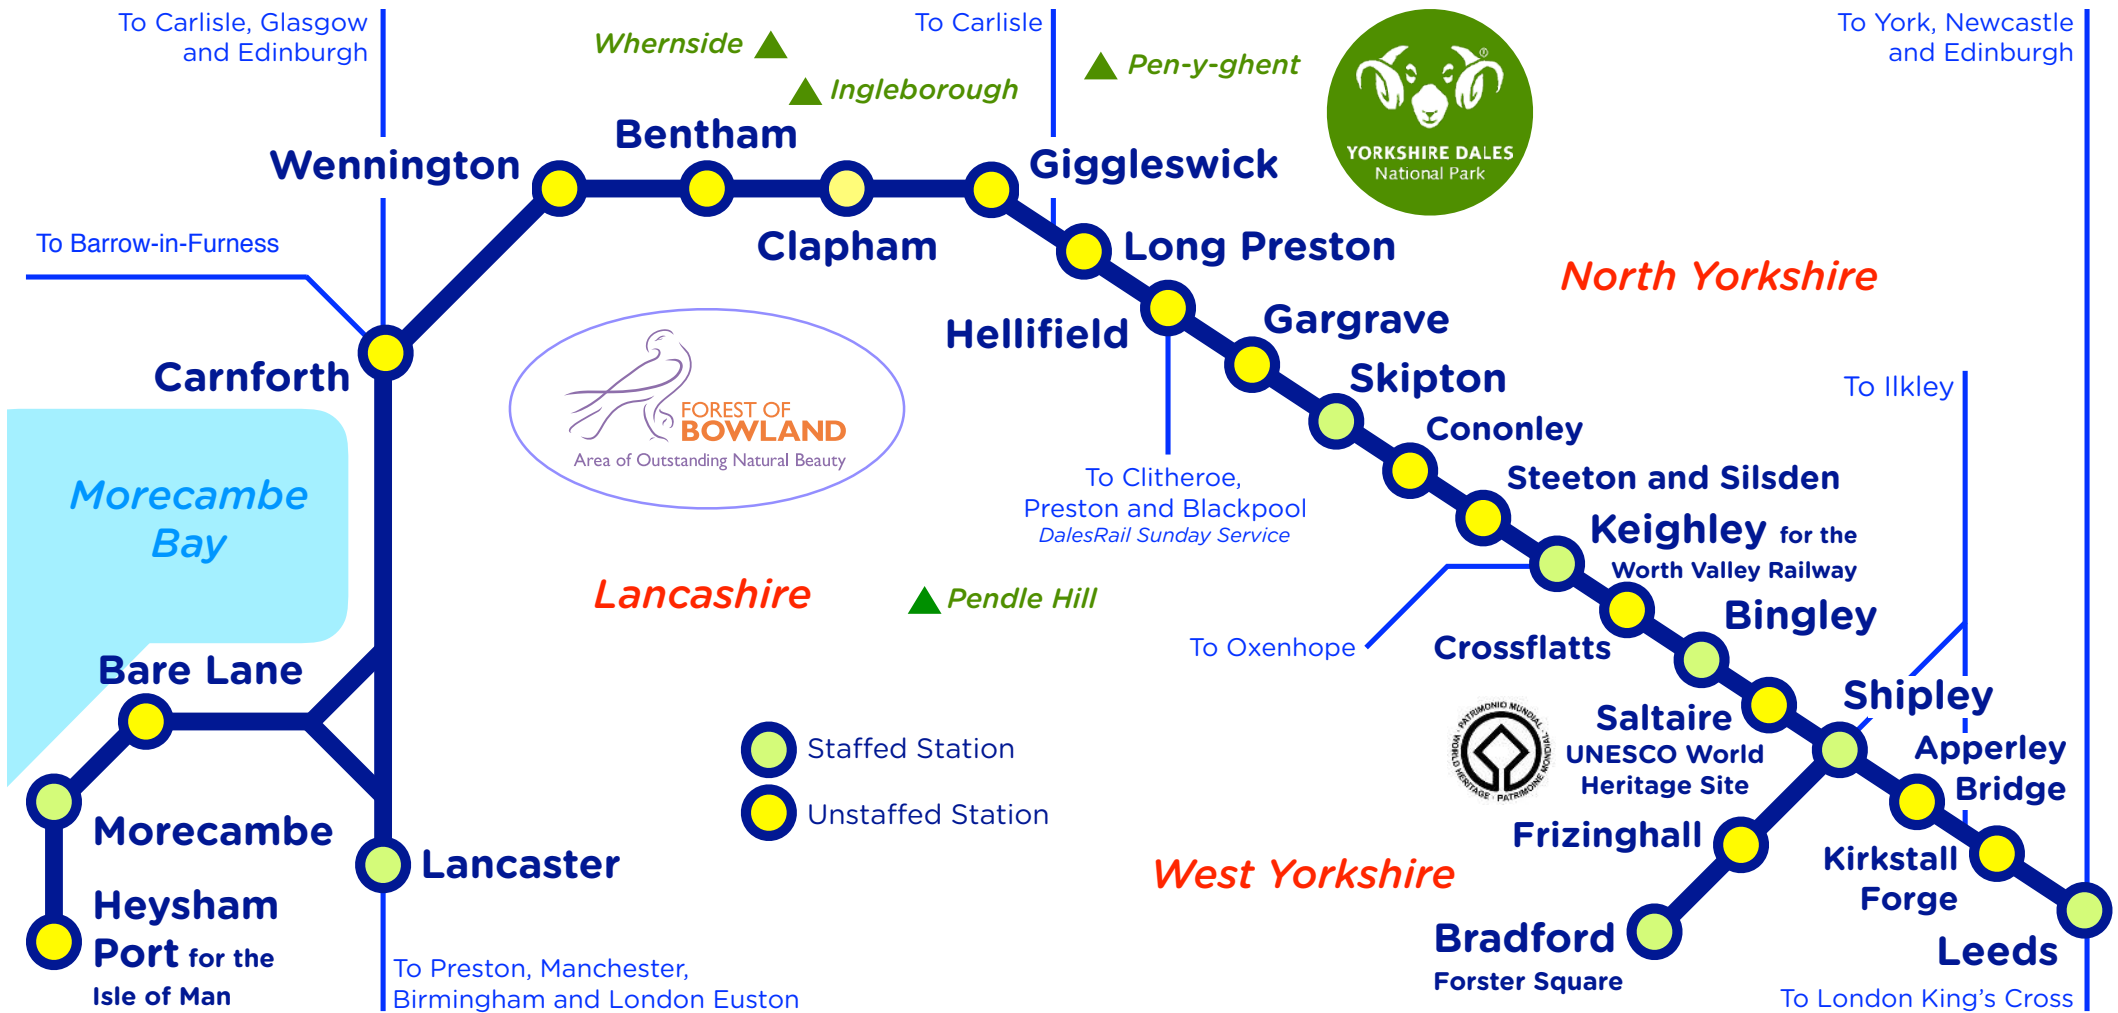 To Carlisle, Glasgow
and Edinburgh
Whernside
Ingleborough
To Carlisle
Pen-y-ghent
®
YORKSHIRE DALES
National Park
To York, Newcastle
and Edinburgh
Wennington
Bentham
Clapham
Giggleswick
Long Preston
Hellifield
Gargrave
Skipton
Cononley
Steeton and Silsden
Keighley for the
Worth Valley Railway
Bingley
Crossflatts
North Yorkshire
To Barrow-in-Furness
Carnforth
FOREST OF
BOWLAND
Area of Outstanding Natural Beauty
To Clitheroe,
Preston and Blackpool
DalesRail Sunday Service
To Ilkley
Morecambe
Bay
Lancashire
Pendle Hill
To Oxenhope
Bare Lane
Morecambe
Heysham
Port for the
Isle of Man
Lancaster
To Preston, Manchester,
Birmingham and London Euston
Staffed Station
Unstaffed Station
PATRIMONIO MUNDIAL
WORLD HERITAGE
PATRIMOINE MONDIAL
Saltaire
UNESCO World
Heritage Site
Shipley
Apperley
Bridge
Frizinghall
Kirkstall
Forge
West Yorkshire
Bradford
Forster Square
Leeds
To London King's Cross